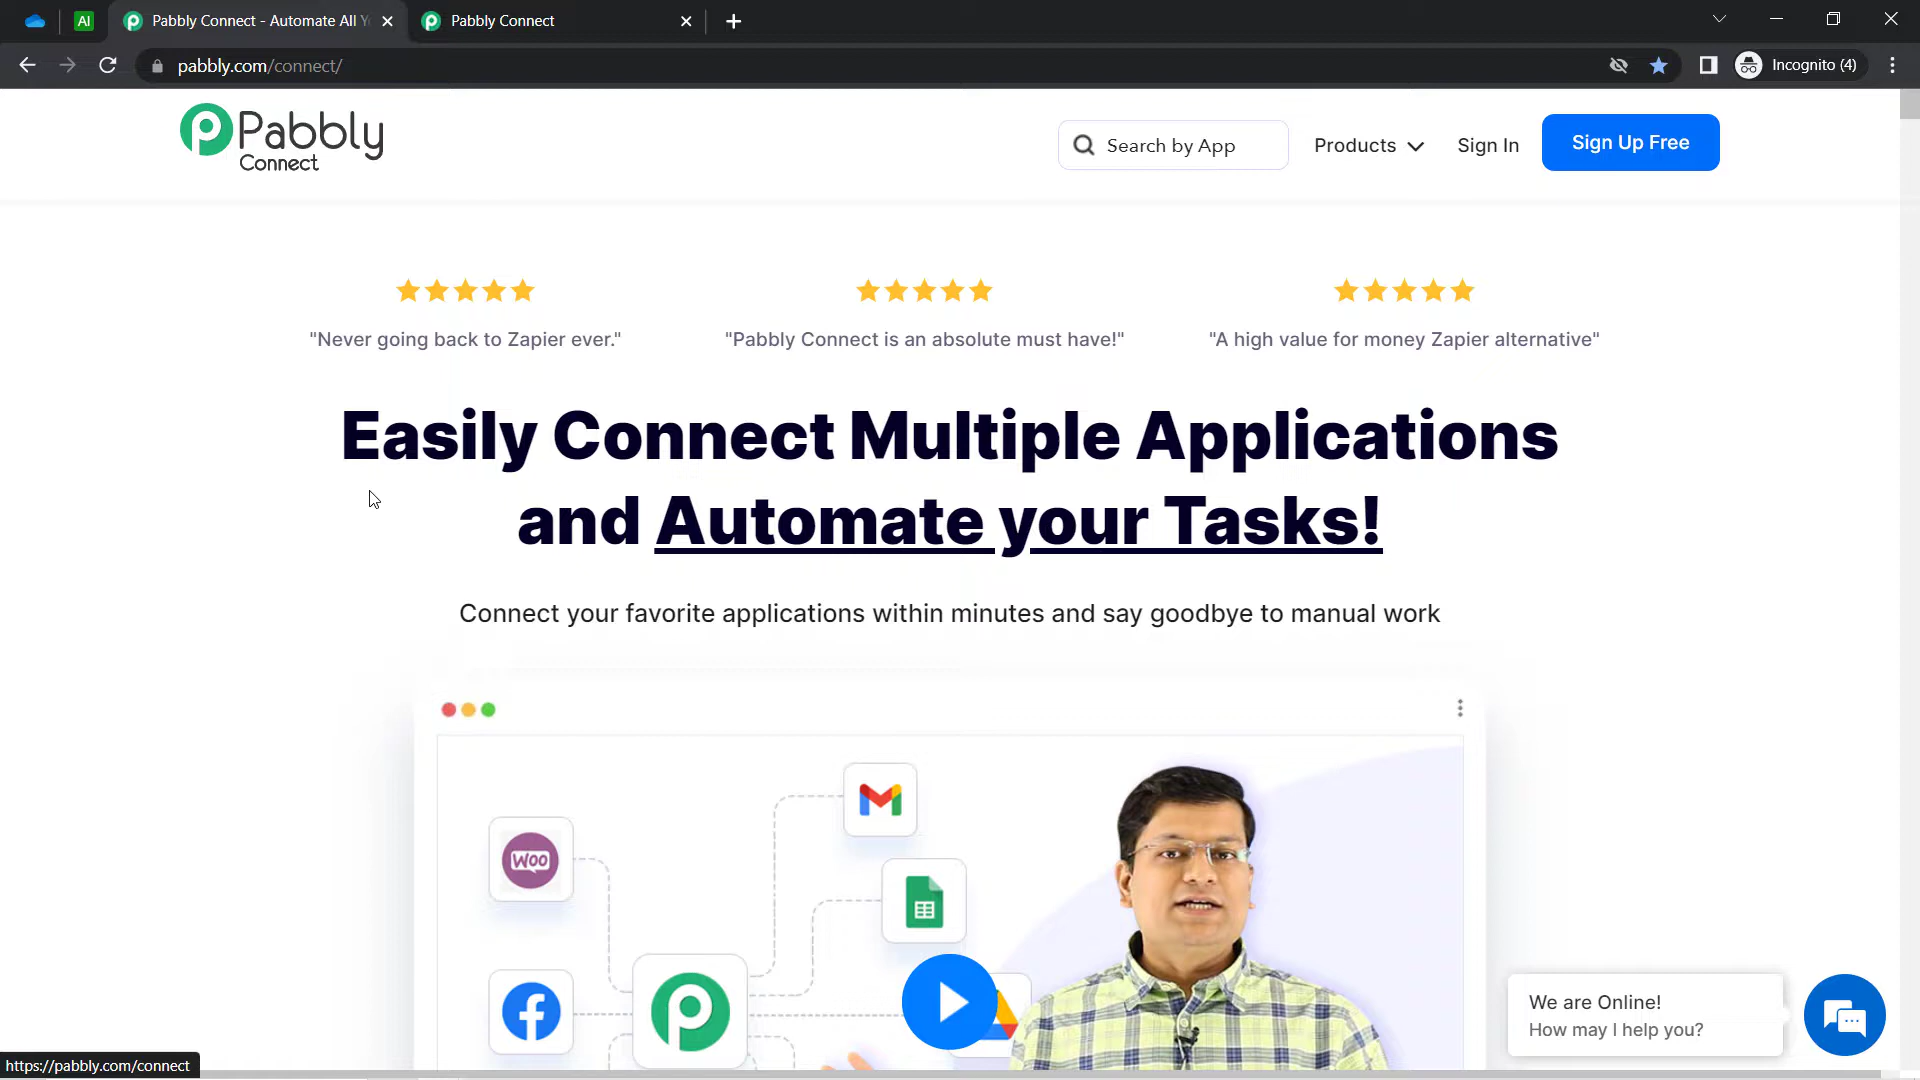 AI
Pabbly Connect - Automate All Y
Pabbly Connect
pabbly.com/connect/
Incognito (4)
Pabbly
Connect
Search by App
Products
Sign In
Sign Up Free
"Never going back to Zapier ever."
"Pabbly Connect is an absolute must have!"
"A high value for money Zapier alternative"
Easily Connect Multiple Applications
and Automate your Tasks!
Connect your favorite applications within minutes and say goodbye to manual work
WOO
We are Online!
How may I help you?
https://pabbly.com/connect